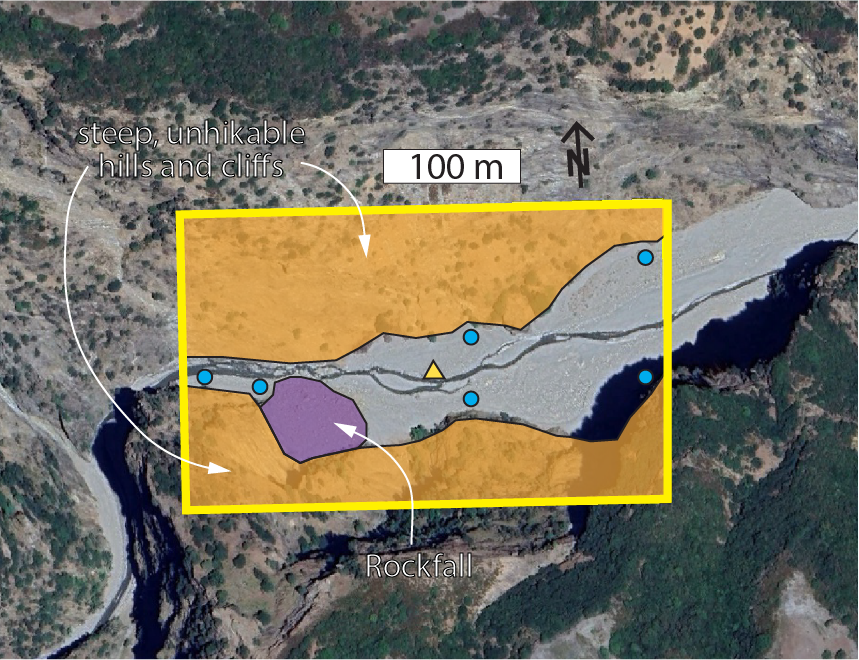 steep, unhikable
hills and cliffs
100 m
N
Rockfall